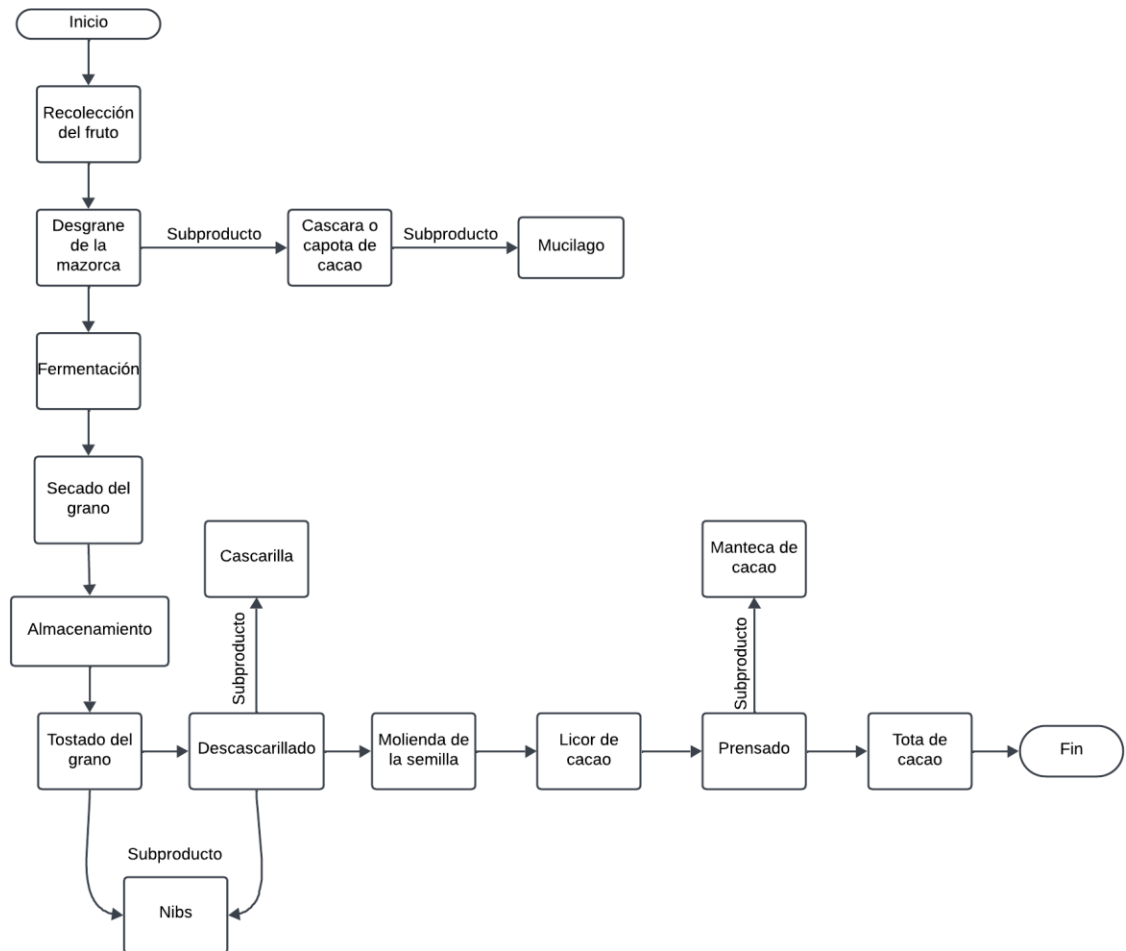 Inicio
Recolección
del fruto
Desgrane
de la
mazorca
Subproducto
Cascara o
capota de
cacao
Subproducto
Mucilago
Fermentación
Secado del
grano
Cascarilla
Manteca de
cacao
Almacenamiento
Subproducto
Subproducto
Tostado del
grano
Descascarillado
Molienda de
la semilla
Licor de
cacao
Prensado
Tota de
cacao
Fin
Subproducto
Nibs